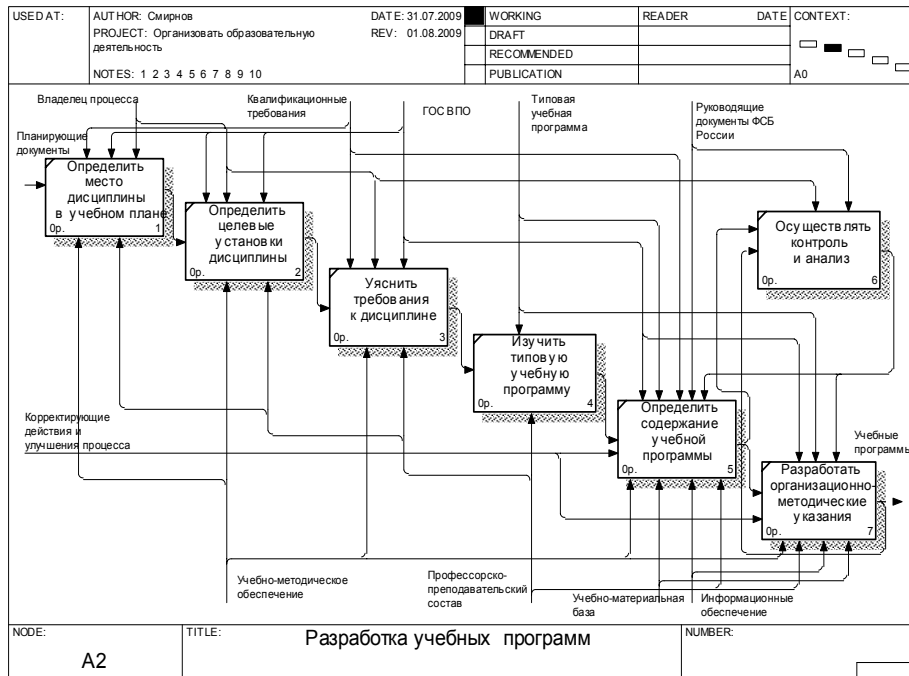 USED AT:
AUTHOR: Смирнов
DATE: 31.07.2009
PROJECT: Организовать образовательную
деятельность
REV: 01.08.2009
NOTES: 1 2 3 4 5 6 7 8 9 10
WORKING
DRAFT
RECOMMENDED
PUBLICATION
READER
DATE
CONTEXT:
A0
Владелец процесса
Квалификационные
требования
ГОС ВПО
Типовая
учебная
программа
Руководящие
документы ФСБ
России
Планирующие
документы
Определить
место
дисциплины
в учебном плане
0р.
1
Определить
целевые
установки
дисциплины
0р.
2
Уяснить
требования
к дисциплине
0р.
3
Изучить
типовую
учебную
программу
0р.
4
Определить
содержание
учебной
программы
0р.
5
Осуществлять
контроль
и анализ
0р.
6
Разработать
организационно-
методические
указания
0р.
7
Корректирующие
действия и
улучшения процесса
Учебные
программы
Учебно-методическое
обеспечение
Профессорско-
преподавательский
состав
Учебно-материальная
база
Информационные
обеспечение
NODE:
A2
TITLE:
Разработка учебных программ
NUMBER: